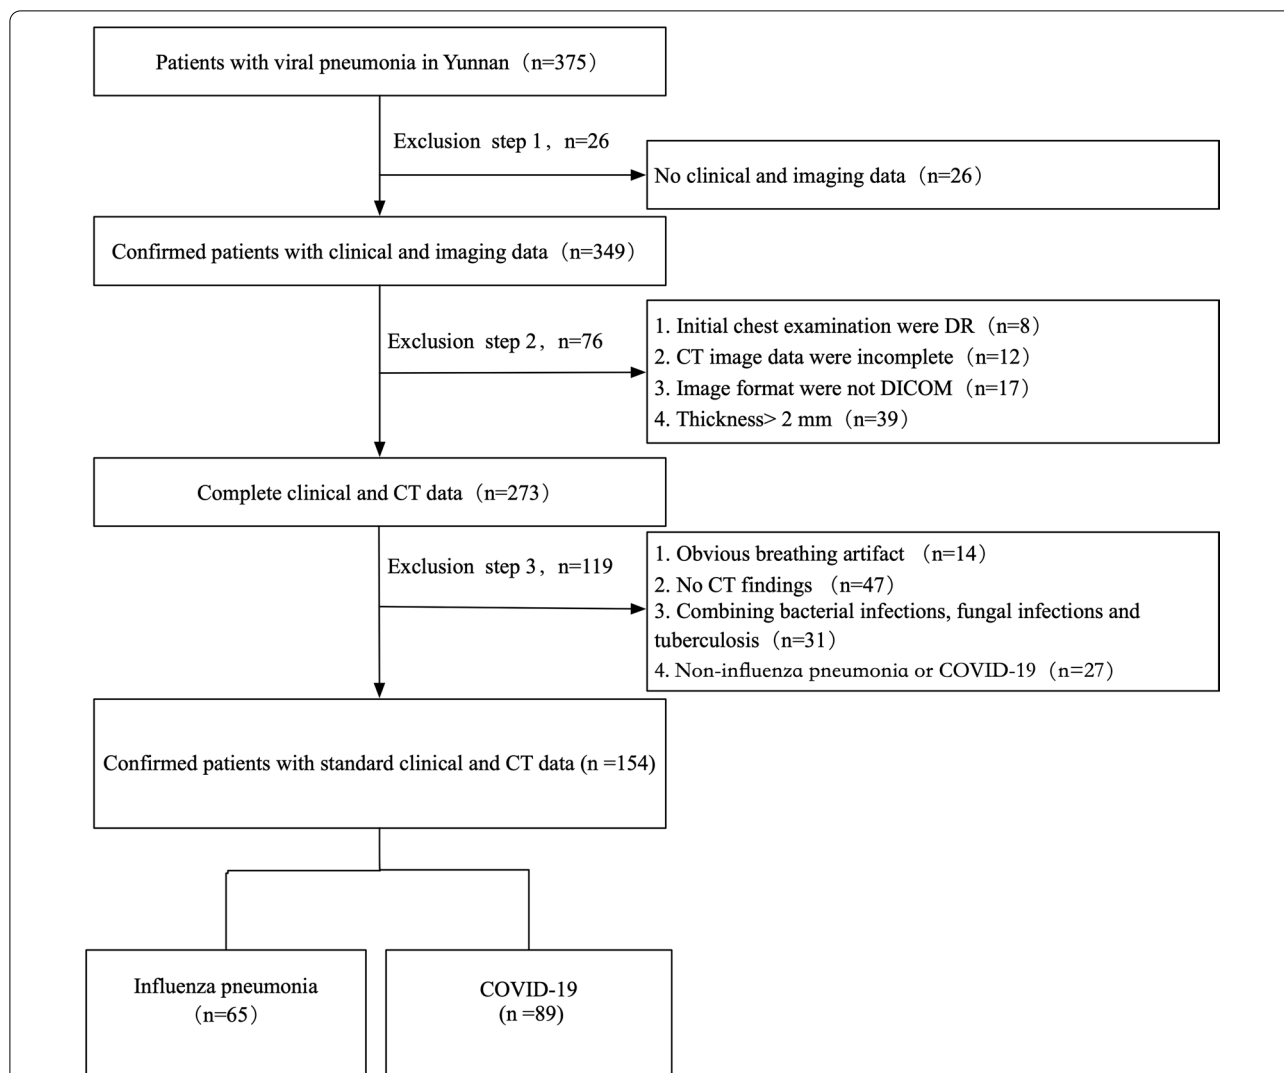 Patients with viral pneumonia in Yunnan（n=375）
Exclusion step 1，n=26
No clinical and imaging data（n=26）
Confirmed patients with clinical and imaging data（n=349）
Exclusion step 2，n=76
1. Initial chest examination were DR（n=8）
2. CT image data were incomplete（n=12）
3. Image format were not DICOM（n=17）
4. Thickness> 2 mm（n=39）
Complete clinical and CT data（n=273）
Exclusion step 3，n=119
1. Obvious breathing artifact （n=14）
2. No CT findings（n=47）
3. Combining bacterial infections, fungal infections and
tuberculosis（n=31）
4. Non-influenza pneumonia or COVID-19（n=27）
Confirmed patients with standard clinical and CT data (n =154)
Influenza pneumonia
（n=65）
COVID-19
(n =89)